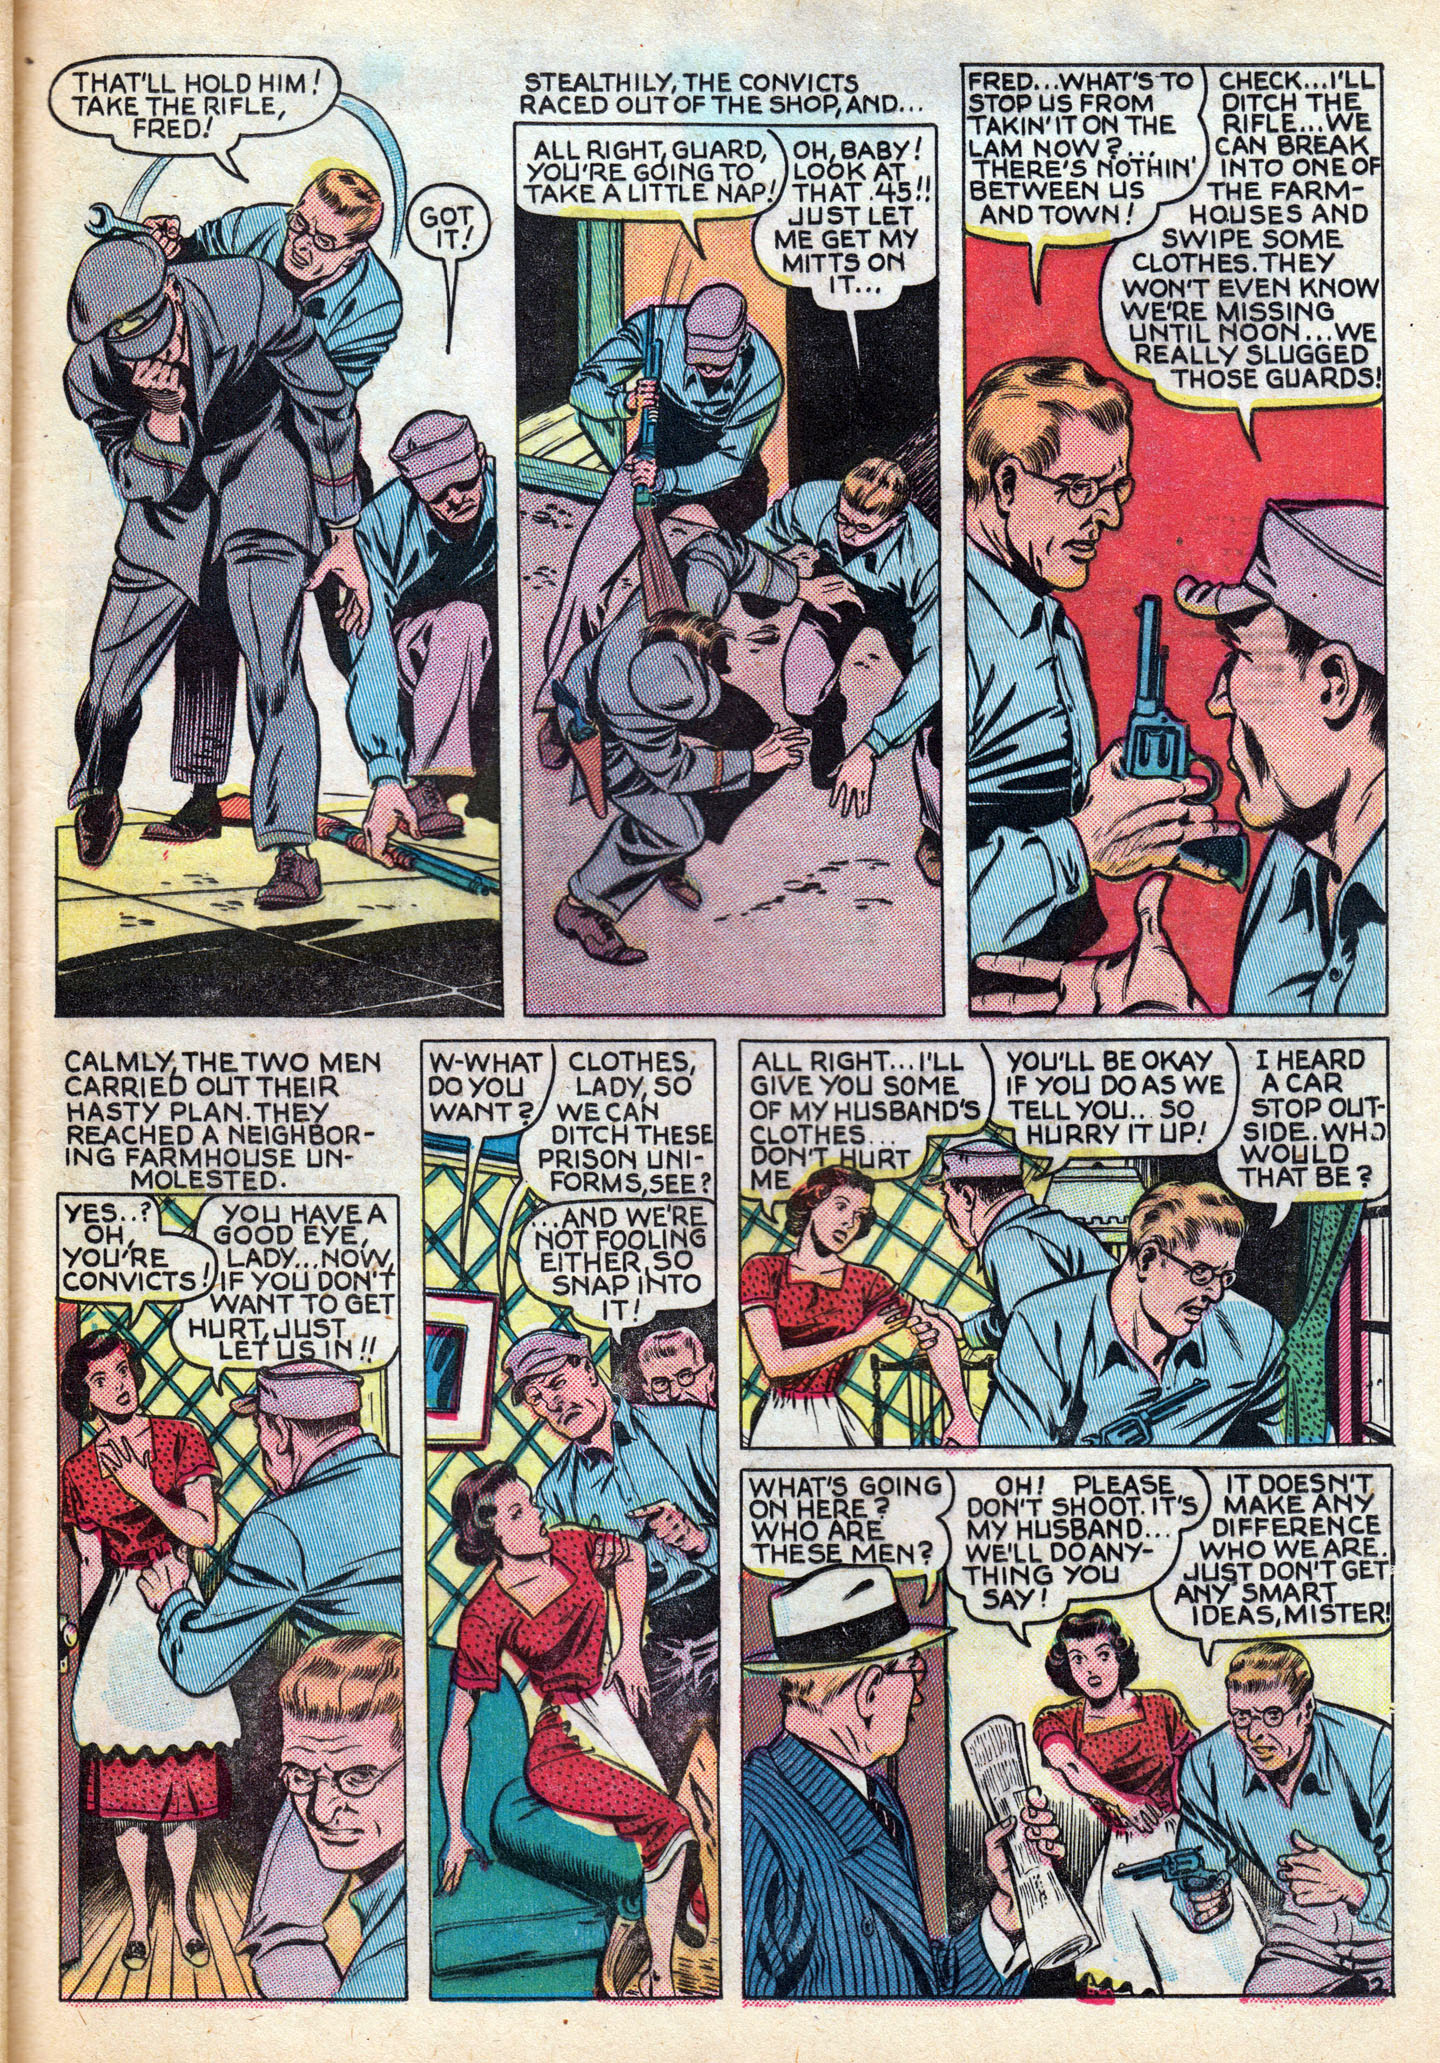 THAT'LL HOLD HIM!
TAKE THE RIFLE,
FRED!
GOT
IT!
STEALTHILY, THE CONVICTS
RACED OUT OF THE SHOP, AND...
ALL RIGHT, GUARD,
YOU'RE GOING TO
TAKE A LITTLE NAP!
OH, BABY!
LOOK AT
THAT .45!!
JUST LET
ME GET MY
MITTS ON
IT...
FRED...WHAT'S TO
STOP US FROM
TAKIN' IT ON THE
LAM NOW?...
THERE'S NOTHIN'
BETWEEN US
AND TOWN!
CHECK...I'LL
DITCH THE
RIFLE...WE
CAN BREAK
INTO ONE OF
THE FARM-
HOUSES AND
SWIPE SOME
CLOTHES. THEY
WON'T EVEN KNOW
WE'RE MISSING
UNTIL NOON...WE
REALLY SLUGGED
THOSE GUARDS!
CALMLY, THE TWO MEN
CARRIED OUT THEIR
HASTY PLAN. THEY
REACHED A NEIGHBOR-
ING FARMHOUSE UN-
MOLESTED.
YES..?
OH,
YOU'RE
CONVICTS!
YOU HAVE A
GOOD EYE,
LADY...NOW,
IF YOU DON'T
WANT TO GET
HURT, JUST
LET US IN!!
W-WHAT
DO YOU
WANT?
CLOTHES,
LADY, SO
WE CAN
DITCH THESE
PRISON UNI-
FORMS, SEE?
...AND WE'RE
NOT FOOLING
EITHER, SO
SNAP INTO
IT!
ALL RIGHT...I'LL
GIVE YOU SOME
OF MY HUSBAND'S
CLOTHES...
DON'T HURT
ME
YOU'LL BE OKAY
IF YOU DO AS WE
TELL YOU... SO
HURRY IT UP!
I HEARD
A CAR
STOP OUT-
SIDE..WHO
WOULD
THAT BE?
WHAT'S GOING
ON HERE?
WHO ARE
THESE MEN?
OH! PLEASE
DON'T SHOOT. IT'S
MY HUSBAND...
WE'LL DO ANY-
THING YOU
SAY!
IT DOESN'T
MAKE ANY
DIFFERENCE
WHO WE ARE.
JUST DON'T GET
ANY SMART
IDEAS, MISTER!